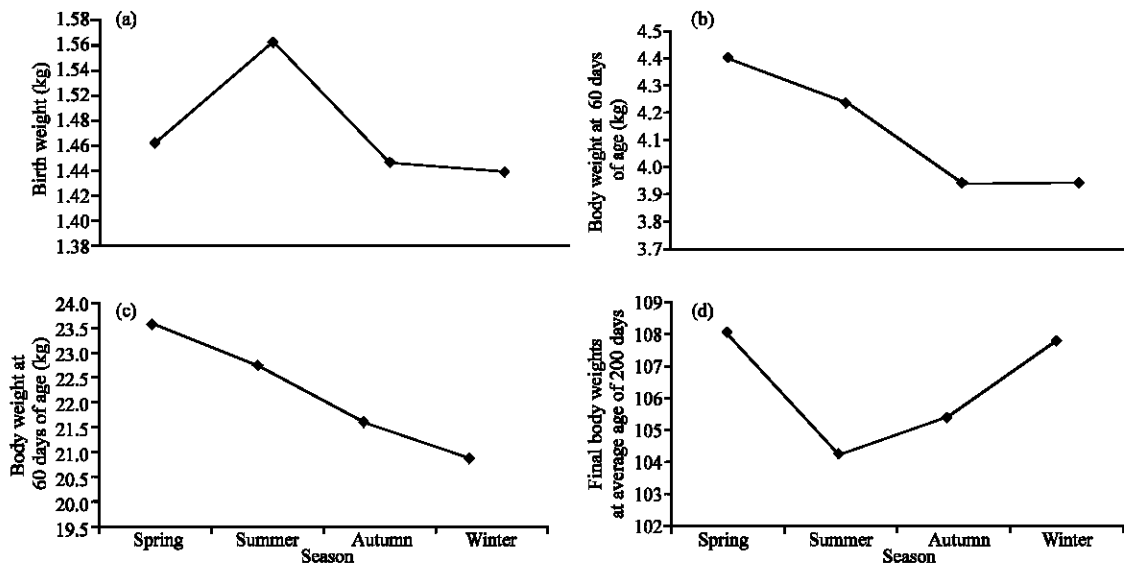 (a)
Birth weight (kg)
1.58
1.56
1.54
1.52
1.48
1.46
1.44
1.42
1.40
1.38
(b)
Body weight at 60 days
of age (kg)
4.5
4.4
4.3
4.2
4.1
4.0
3.9
3.8
3.7
(c)
Body weight at
60 days of age (kg)
24.0
23.5
23.0
22.5
22.0
21.5
21.0
20.5
20.0
19.5
Spring Summer Autumn Winter
Season
(d)
Final body weights
at average age of 200 days
109
108
107
106
105
104
103
102
Spring Summer Autumn Winter
Season